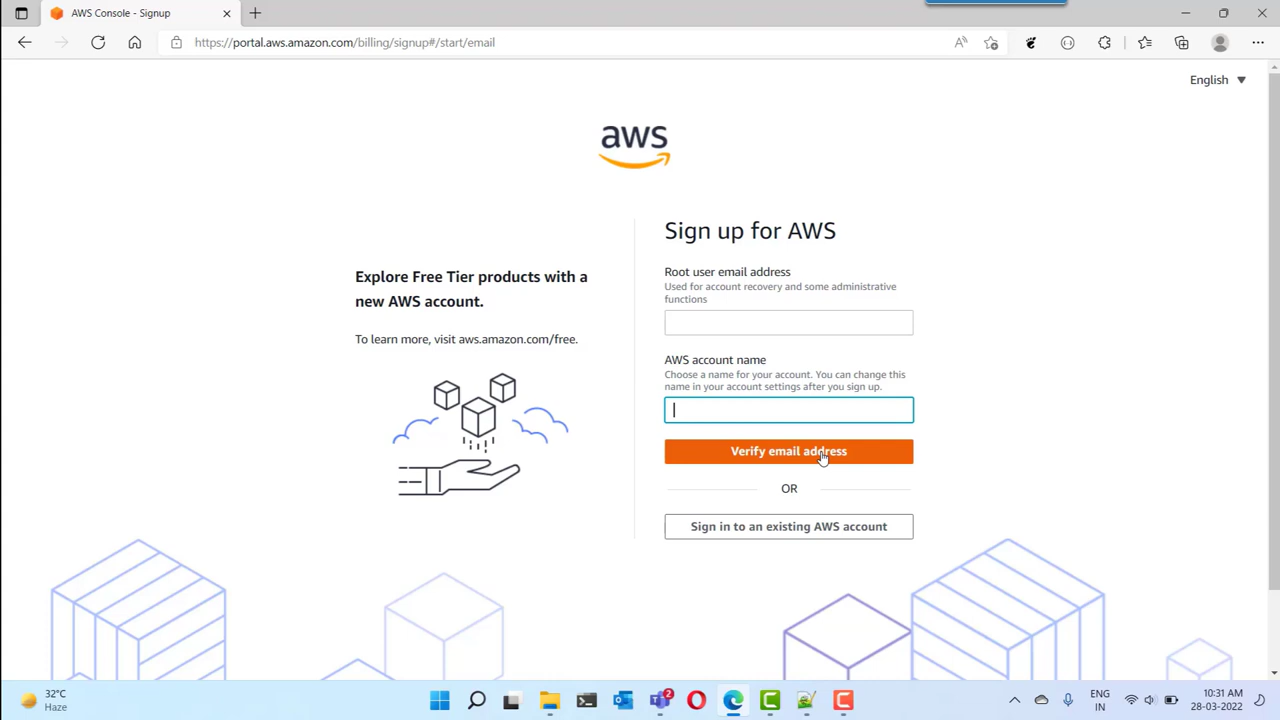 AWS Console - Signup
https://portal.aws.amazon.com/billing/signup#/start/email
English
aws
Sign up for AWS
Root user email address
Used for account recovery and some administrative
functions
Explore Free Tier products with a
new AWS account.
To learn more, visit aws.amazon.com/free.
AWS account name
Choose a name for your account. You can change this
name in your account settings after you sign up.
Verify email address
OR
Sign in to an existing AWS account
32°C
Haze
2
ENG
IN
10:31 AM
28-03-2022